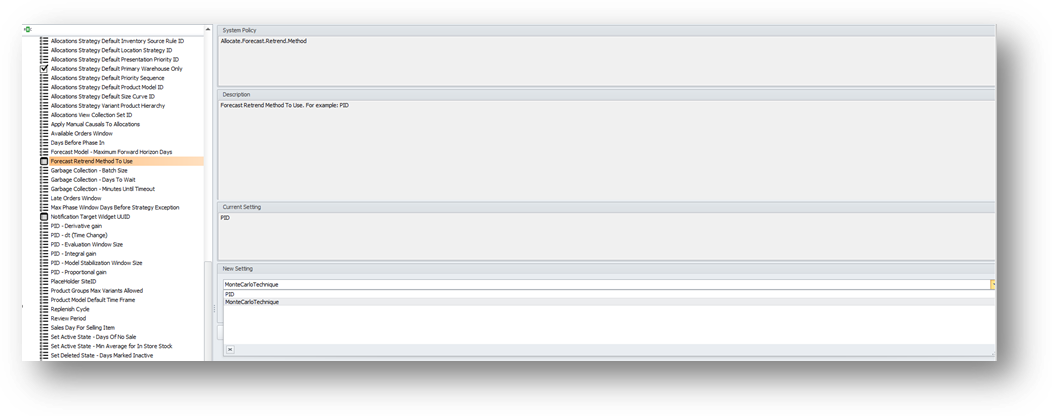 Allocations Strategy Default Inventory Source Rule ID
Allocations Strategy Default Location Strategy ID
Allocations Strategy Default Presentation Priority ID
Allocations Strategy Default Primary Warehouse Only
Allocations Strategy Default Priority Sequence
Allocations Strategy Default Product Model ID
Allocations Strategy Default Size Curve ID
Allocations Strategy Variant Product Hierarchy
Allocations View Collection Set ID
Apply Manual Causals To Allocations
Available Orders Window
Days Before Phase In
Forecast Model - Maximum Forward Horizon Days
Forecast Retrend Method To Use
Garbage Collection - Batch Size
Garbage Collection - Days To Wait
Garbage Collection - Minutes Until Timeout
Late Orders Window
Max Phase Window Days Before Strategy Exception
Notification Target Widget UUID
PID - Derivative gain
PID - dt (Time Change)
PID - Evaluation Window Size
PID - Integral gain
PID - Model Stabilization Window Size
PID - Proportional gain
PlaceHolder SiteID
Product Groups Max Variants Allowed
Product Model Default Time Frame
Replenish Cycle
Review Period
Sales Day For Selling Item
Set Active State - Days Of No Sale
Set Active State - Min Average for In Store Stock
Set Deleted State - Days Marked Inactive
System Policy
Allocate.Forecast.Retrend.Method
Description
Forecast Retrend Method To Use. For example: PID
Current Setting
PID
New Setting
MonteCarloTechnique
PID
MonteCarloTechnique